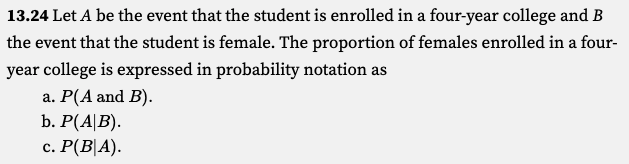 13.24 Let A be the event that the student is enrolled in a four-year college and B
the event that the student is female. The proportion of females enrolled in a four-
year college is expressed in probability notation as
a. P(A and B).
b. P(A|B).
c. P(B|A).